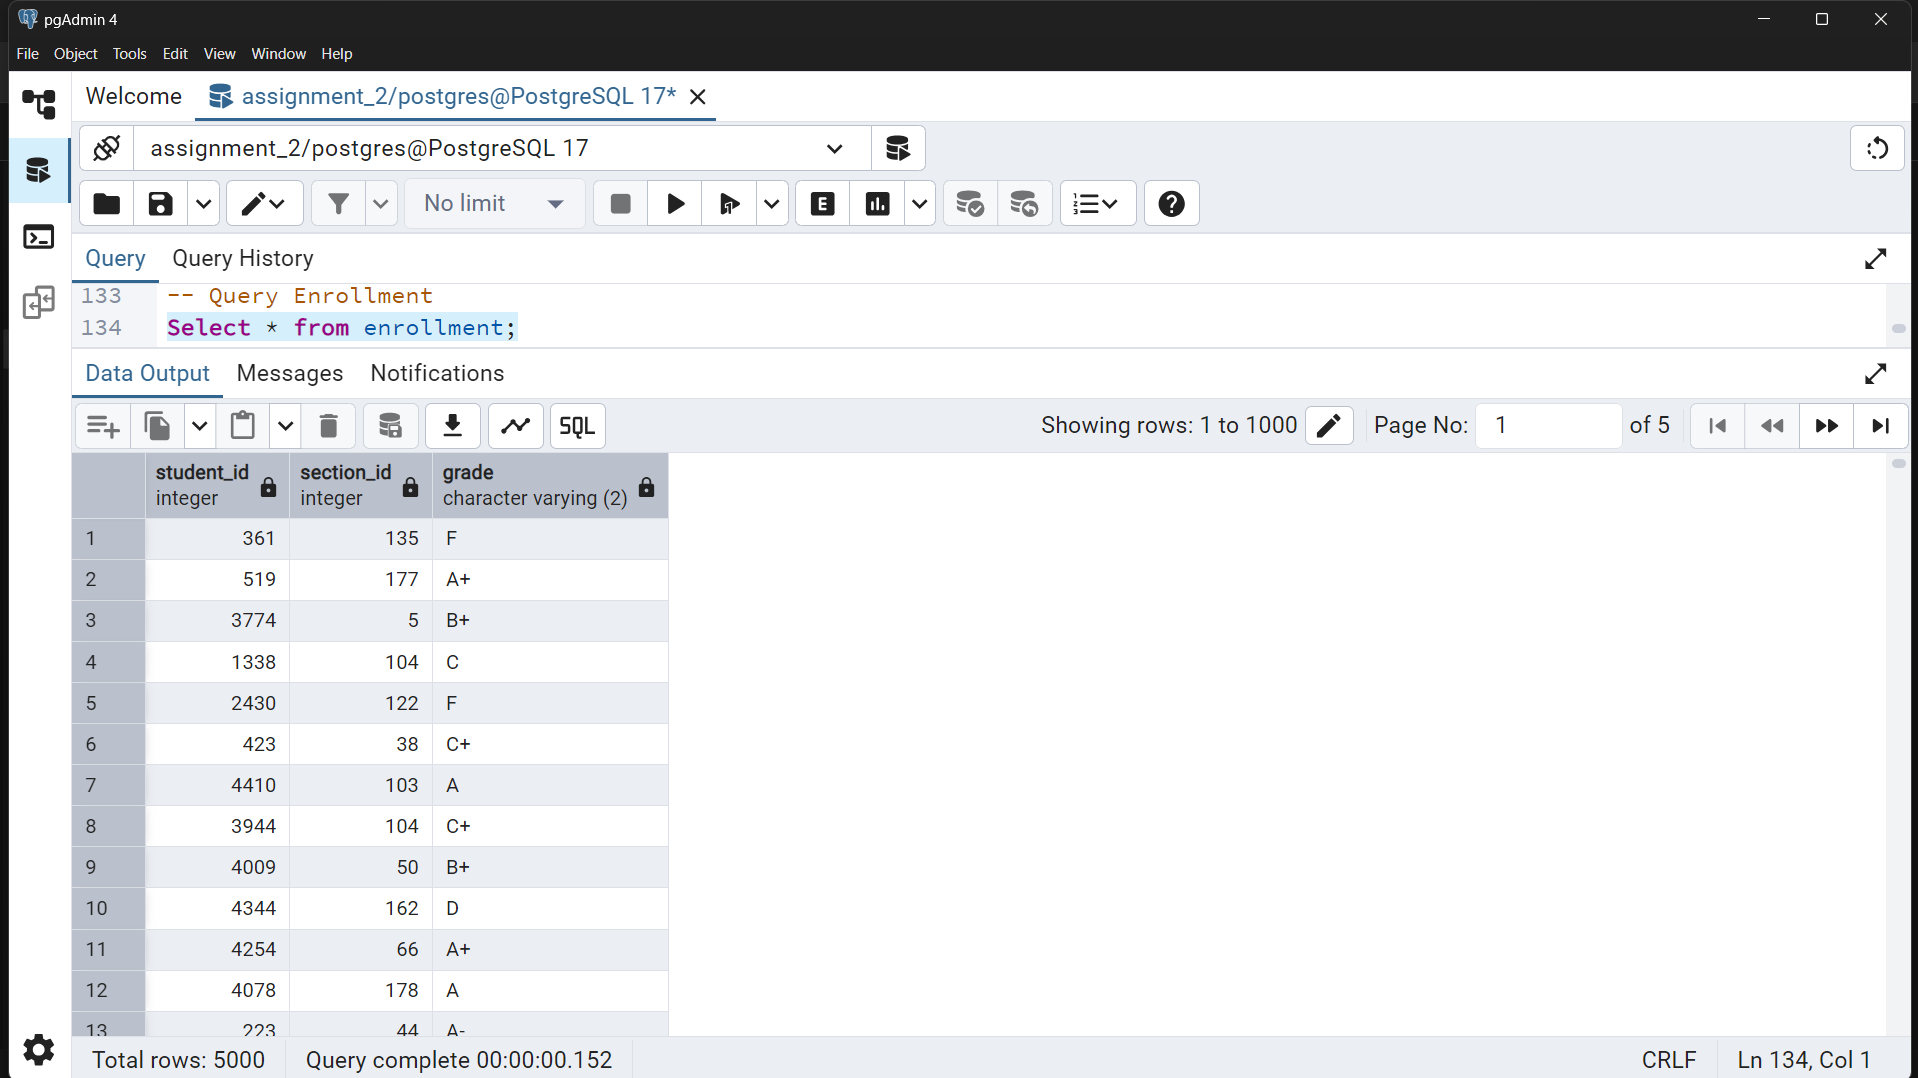 pgAdmin 4
File Object Tools Edit View Window Help
Welcome assignment_2/postgres@PostgreSQL 17*
assignment_2/postgres@PostgreSQL 17
No limit E
Query Query History
133 -- Query Enrollment
134 Select * from enrollment;
Data Output Messages Notifications
SQL Showing rows: 1 to 1000 Page No: 1 of 5
student_id section_id grade
integer integer character varying (2)
1 361 135 F
2 519 177 A+
3 3774 5 B+
4 1338 104 C
5 2430 122 F
6 423 38 C+
7 4410 103 A
8 3944 104 C+
9 4009 50 B+
10 4344 162 D
11 4254 66 A+
12 4078 178 A
13 223 44 A-
Total rows: 5000 Query complete 00:00:00.152 CRLF Ln 134, Col 1